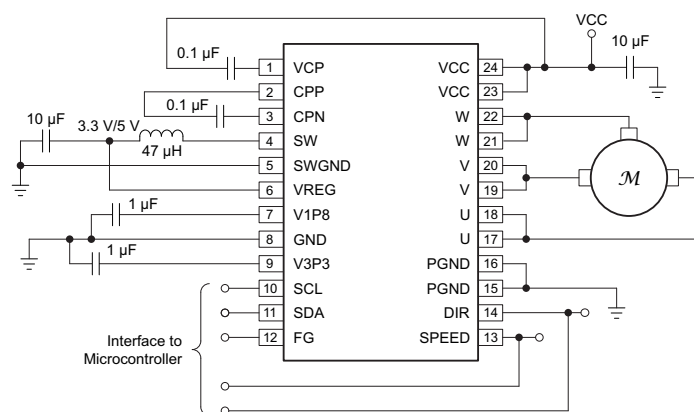 VCC
0.1 µF
10 µF
1 VCP VCC 24
2 CPP VCC 23
0.1 µF
3 CPN W 22
10 µF
3.3 V/5 V
47 µH
4 SW W 21
5 SWGND V 20
M
6 VREG V 19
1 µF
7 V1P8 U 18
8 GND U 17
1 µF
9 V3P3 PGND 16
10 SCL PGND 15
11 SDA DIR 14
12 FG SPEED 13
Interface to
Microcontroller